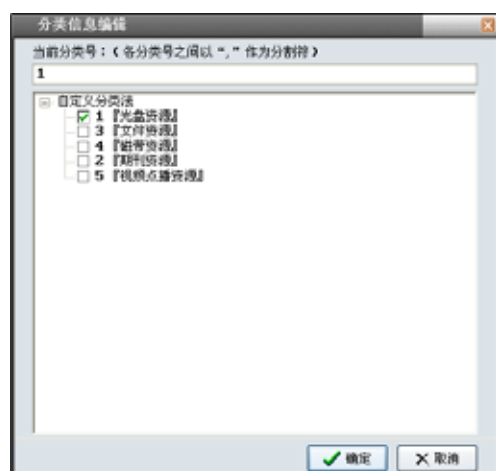 分类信息编辑
当前分类号：（各分类号之间以“，”作为分割符）
1
自定义分类法
1『光盘资源』
3『文件资源』
4『磁带资源』
2『期刊资源』
5『视频点播资源』
确定
取消